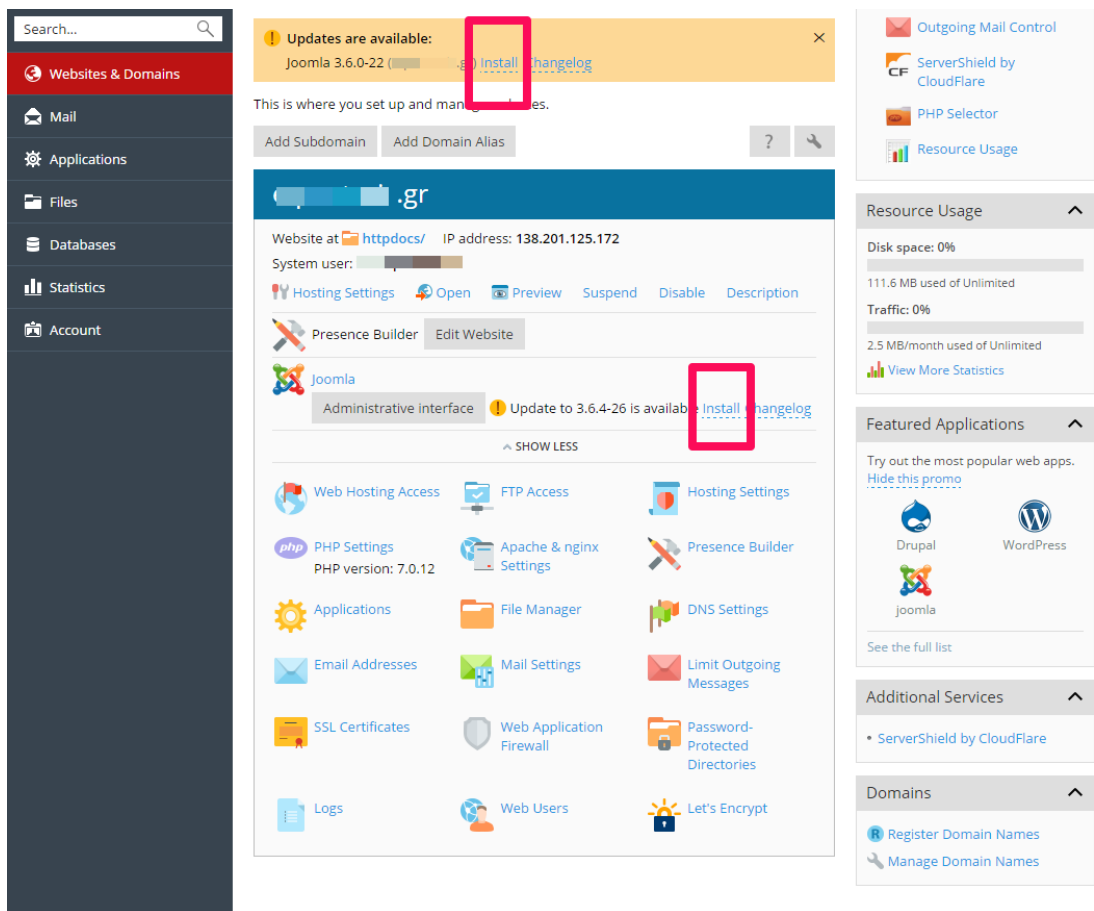 Search...
Websites & Domains
Mail
Applications
Files
Databases
Statistics
Account
Updates are available:
Joomla 3.6.0-22 ( .g ) Install Changelog
This is where you set up and manage websites.
Add Subdomain Add Domain Alias ?
.gr
Website at httpdocs/ IP address: 138.201.125.172
System user:
Hosting Settings Open Preview Suspend Disable Description
Presence Builder Edit Website
Joomla
Administrative interface Update to 3.6.4-26 is available Install Changelog
SHOW LESS
Web Hosting Access FTP Access Hosting Settings
php PHP Settings Apache & nginx Presence Builder
PHP version: 7.0.12 Settings
Applications File Manager DNS Settings
Email Addresses Mail Settings Limit Outgoing
Messages
SSL Certificates Web Application Password-
Firewall Protected
Directories
Logs Web Users Let's Encrypt
Outgoing Mail Control
CF ServerShield by
CloudFlare
PHP Selector
Resource Usage
Resource Usage
Disk space: 0%
111.6 MB used of Unlimited
Traffic: 0%
2.5 MB/month used of Unlimited
View More Statistics
Featured Applications
Try out the most popular web apps.
Hide this promo
Drupal WordPress
joomla
See the full list
Additional Services
• ServerShield by CloudFlare
Domains
R Register Domain Names
Manage Domain Names